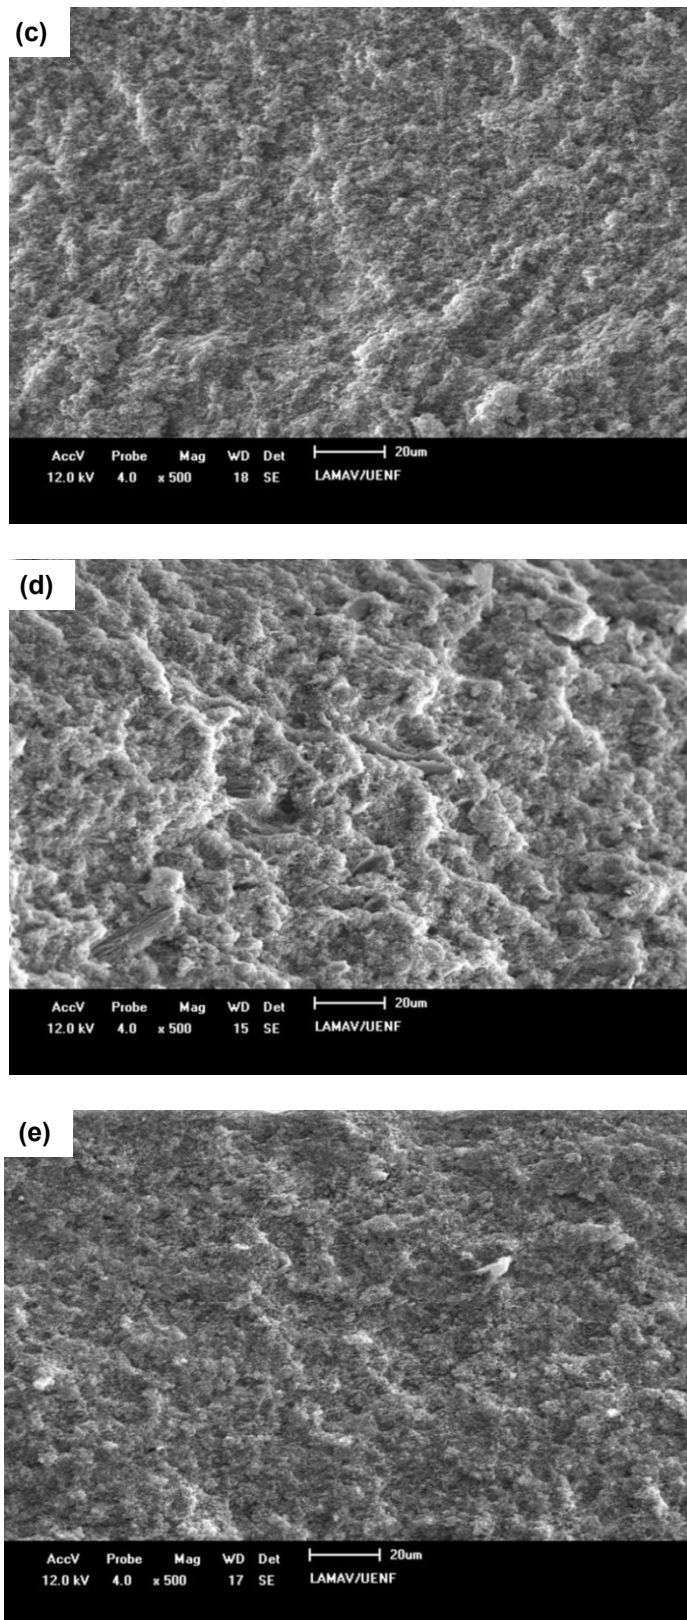 (c)
AccV Probe Mag WD Det 20um
12.0 kV 4.0 x 500 18 SE LAMAV/UENF
(d)
AccV Probe Mag WD Det 20um
12.0 kV 4.0 x 500 15 SE LAMAV/UENF
(e)
AccV Probe Mag WD Det 20um
12.0 kV 4.0 x 500 17 SE LAMAV/UENF